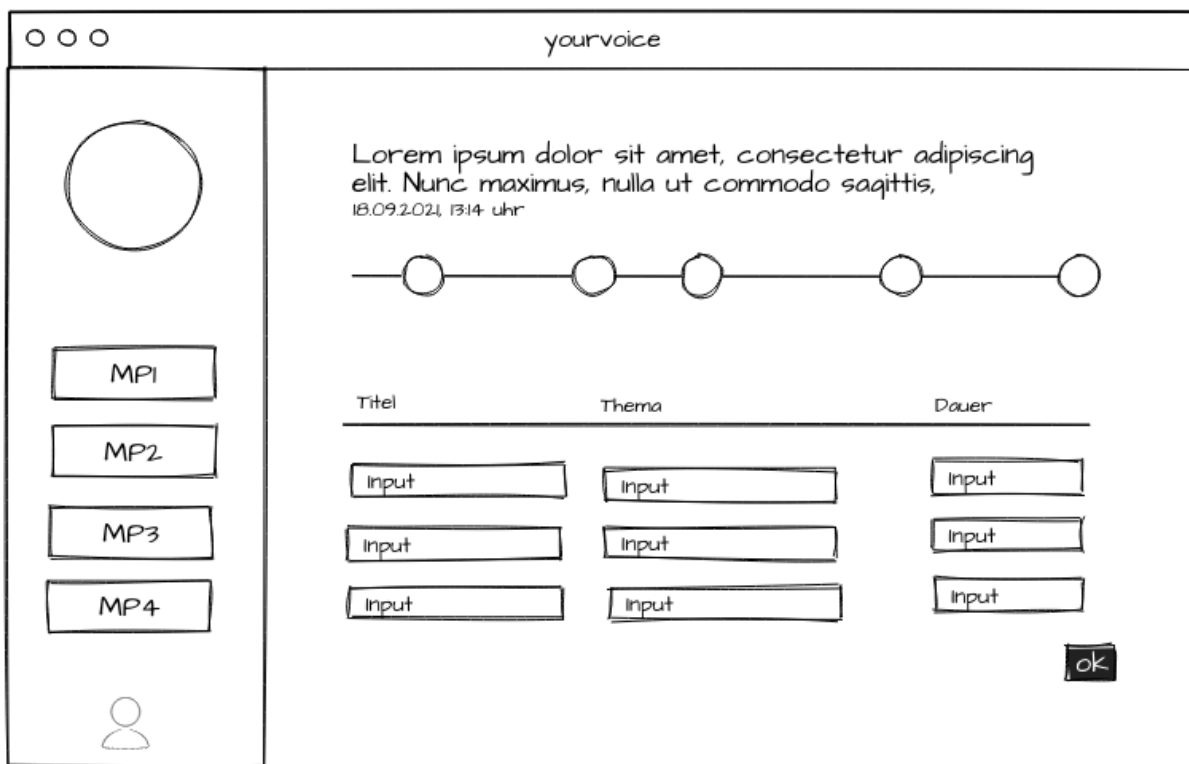 yourvoice
Lorem ipsum dolor sit amet, consectetur adipiscing
elit. Nunc maximus, nulla ut commodo sagittis,
18.09.2021, 13:14 uhr
MP1
MP2
MP3
MP4
Titel Thema Dauer
Input Input Input
Input Input Input
Input Input Input
ok